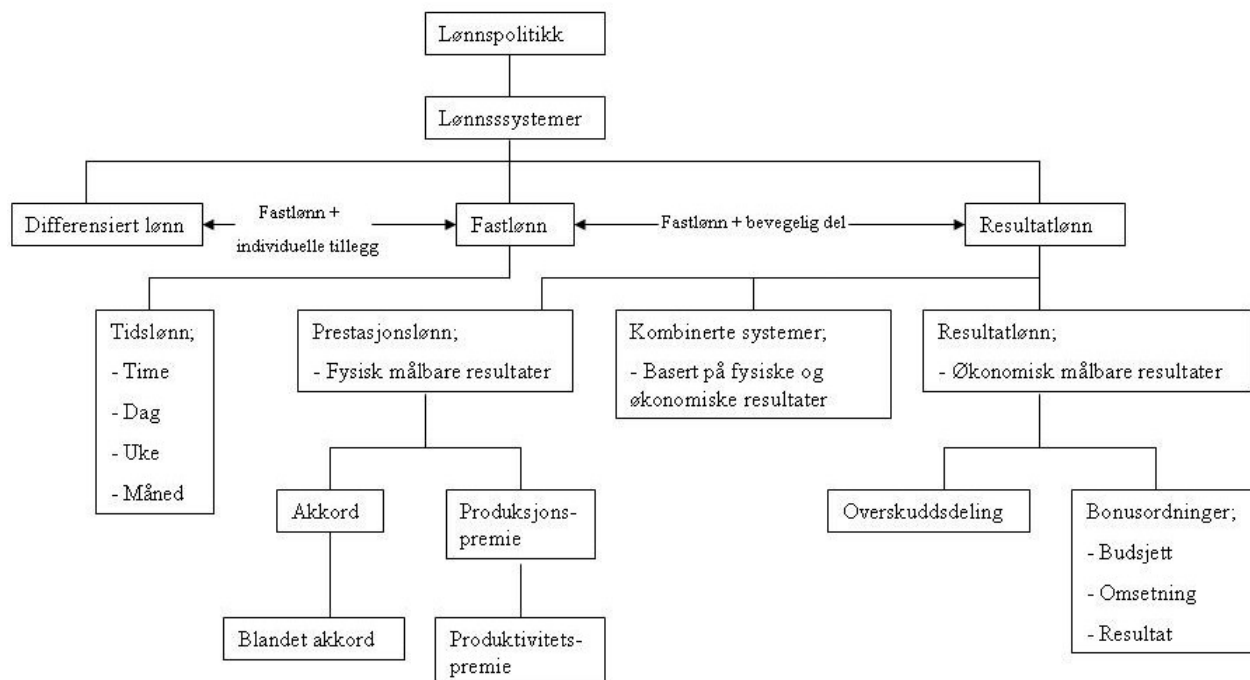 Lønnspolitikk
Lønnsssystemer
Differensiert lønn
Fastlønn +
individuelle tillegg
Fastlønn
Fastlønn + bevegelig del
Resultatlønn
Tidslønn;
- Time
- Dag
- Uke
- Måned
Prestasjonslønn;
- Fysisk målbare resultater
Kombinerte systemer;
- Basert på fysiske og
økonomiske resultater
Resultatlønn;
- Økonomisk målbare resultater
Akkord
Produksjons-
premie
Overskuddsdeling
Bonusordninger;
- Budsjett
- Omsetning
- Resultat
Blandet akkord
Produktivitets-
premie